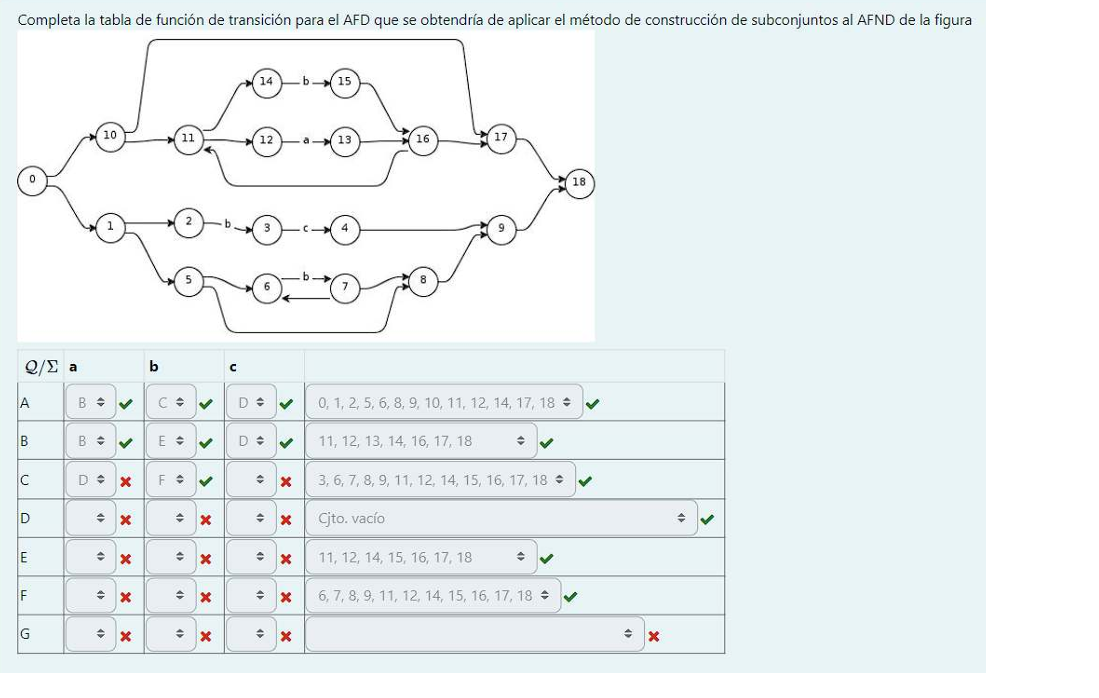 Completa la tabla de función de transición para el AFD que se obtendría de aplicar el método de construcción de subconjuntos al AFND de la figura
14 b 15
10 11 12 a 13 16 17
0 18
1 2 b 3 c 4 9
5 6 b 7 8
Q/Σ a b c
A B C D 0, 1, 2, 5, 6, 8, 9, 10, 11, 12, 14, 17, 18
B B E D 11, 12, 13, 14, 16, 17, 18
C D F 3, 6, 7, 8, 9, 11, 12, 14, 15, 16, 17, 18
D Cjto. vacío
E 11, 12, 14, 15, 16, 17, 18
F 6, 7, 8, 9, 11, 12, 14, 15, 16, 17, 18
G